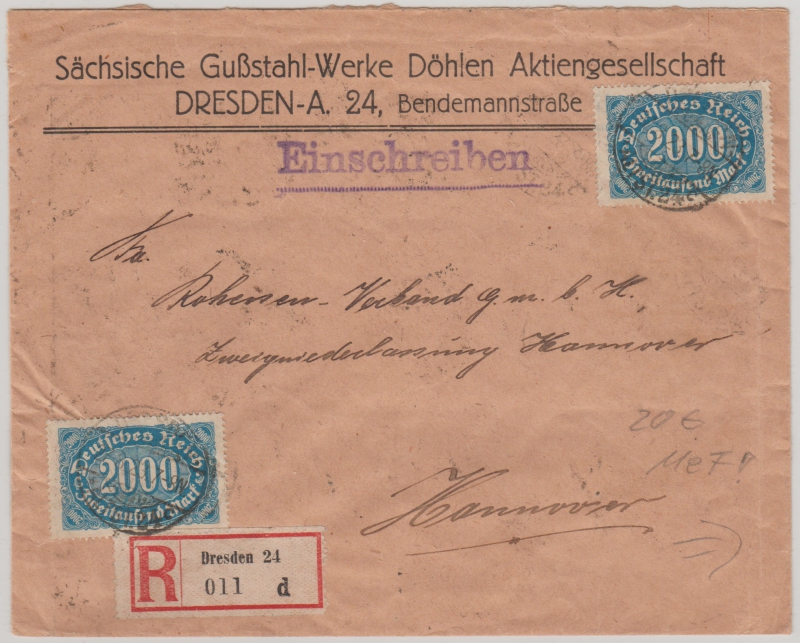 Sächsische Gußstahl-Werke Döhlen Aktiengesellschaft
DRESDEN-A. 24, Bendemannstraße
Einschreiben
Deutsches Reich
2000
Zweitausend Mark
Fa.
Roheisen-Verband G.m.b.H.
Zweigniederlassung Hannover
Hannover
20 €
MeF!
Deutsches Reich
2000
Zweitausend Mark
R
Dresden 24
011 d